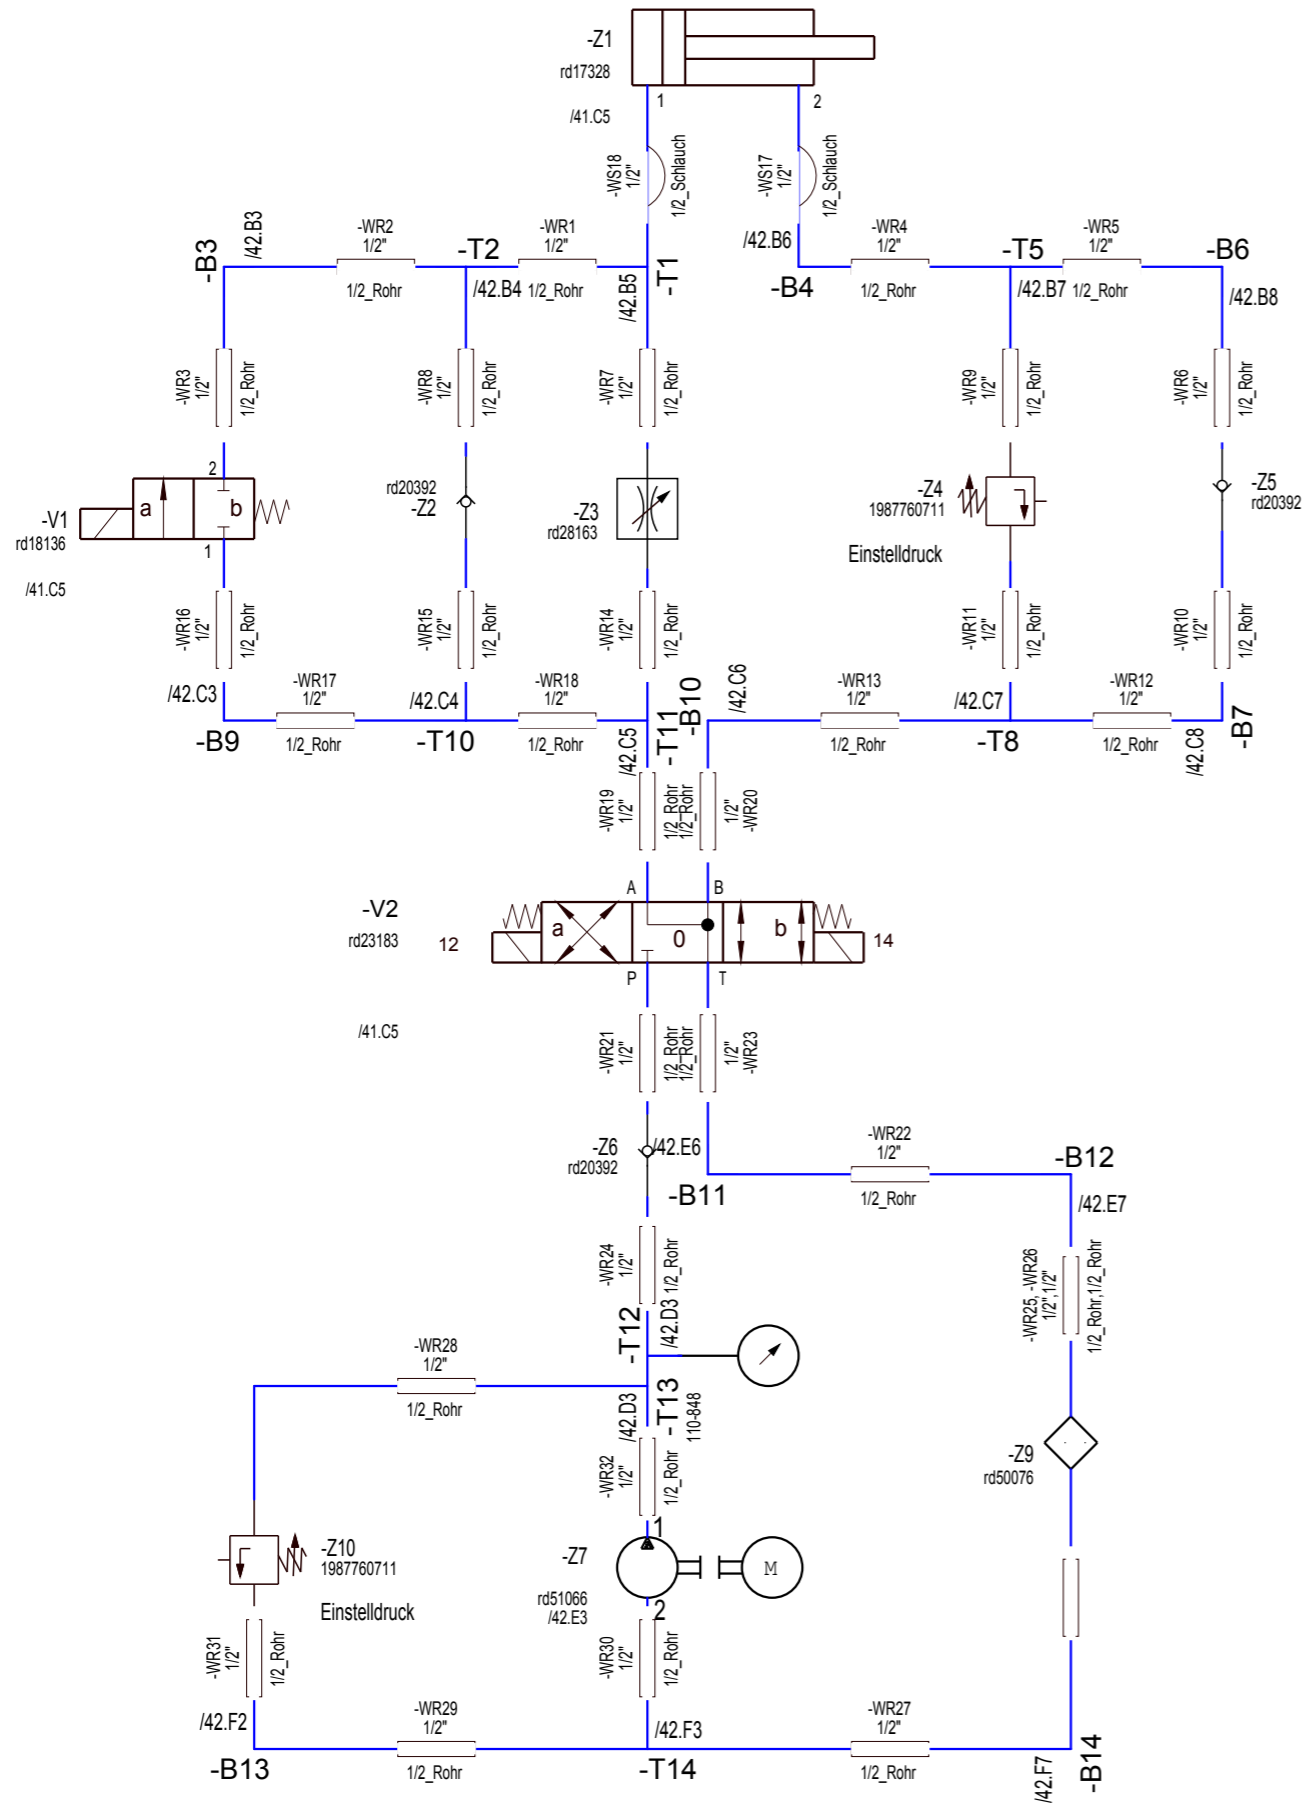 -Z1
rd17328
/41.C5
1
2
-WS18
1/2"
1/2_Schlauch
-WS17
1/2"
1/2_Schlauch
-B3
/42.B3
-WR2
1/2"
1/2_Rohr
-T2
/42.B4
-WR1
1/2"
1/2_Rohr
/42.B5
-T1
/42.B6
-B4
-WR4
1/2"
1/2_Rohr
-T5
/42.B7
-WR5
1/2"
1/2_Rohr
-B6
/42.B8
-WR3
1/2"
1/2_Rohr
-WR8
1/2"
1/2_Rohr
-WR7
1/2"
1/2_Rohr
-WR9
1/2"
1/2_Rohr
-WR6
1/2"
1/2_Rohr
2
a
b
1
-V1
rd18136
/41.C5
rd20392
-Z2
-Z3
rd28163
-Z4
1987760711
Einstelldruck
-Z5
rd20392
-WR16
1/2"
1/2_Rohr
-WR15
1/2"
1/2_Rohr
-WR14
1/2"
1/2_Rohr
-WR11
1/2"
1/2_Rohr
-WR10
1/2"
1/2_Rohr
/42.C3
-B9
-WR17
1/2"
1/2_Rohr
/42.C4
-T10
-WR18
1/2"
1/2_Rohr
/42.C5
-T11
-B10
/42.C6
-WR13
1/2"
1/2_Rohr
/42.C7
-T8
-WR12
1/2"
1/2_Rohr
/42.C8
-B7
-WR19
1/2"
1/2_Rohr
1/2_Rohr
1/2"
-WR20
A
B
-V2
rd23183
12
a
0
b
14
P
T
/41.C5
-WR21
1/2"
1/2_Rohr
1/2_Rohr
1/2"
-WR23
-Z6
rd20392
/42.E6
-B11
-WR22
1/2"
1/2_Rohr
-B12
/42.E7
-WR24
1/2"
1/2_Rohr
-WR25,-WR26
1/2",1/2"
1/2_Rohr,1/2_Rohr
-T12
/42.D3
-WR28
1/2"
1/2_Rohr
/42.D3
-T13
110-848
-WR32
1/2"
1/2_Rohr
-Z9
rd50076
-Z10
1987760711
Einstelldruck
1
-Z7
rd51066
/42.E3
2
M
-WR31
1/2"
1/2_Rohr
-WR30
1/2"
1/2_Rohr
/42.F2
-B13
-WR29
1/2"
1/2_Rohr
/42.F3
-T14
-WR27
1/2"
1/2_Rohr
/42.F7
-B14